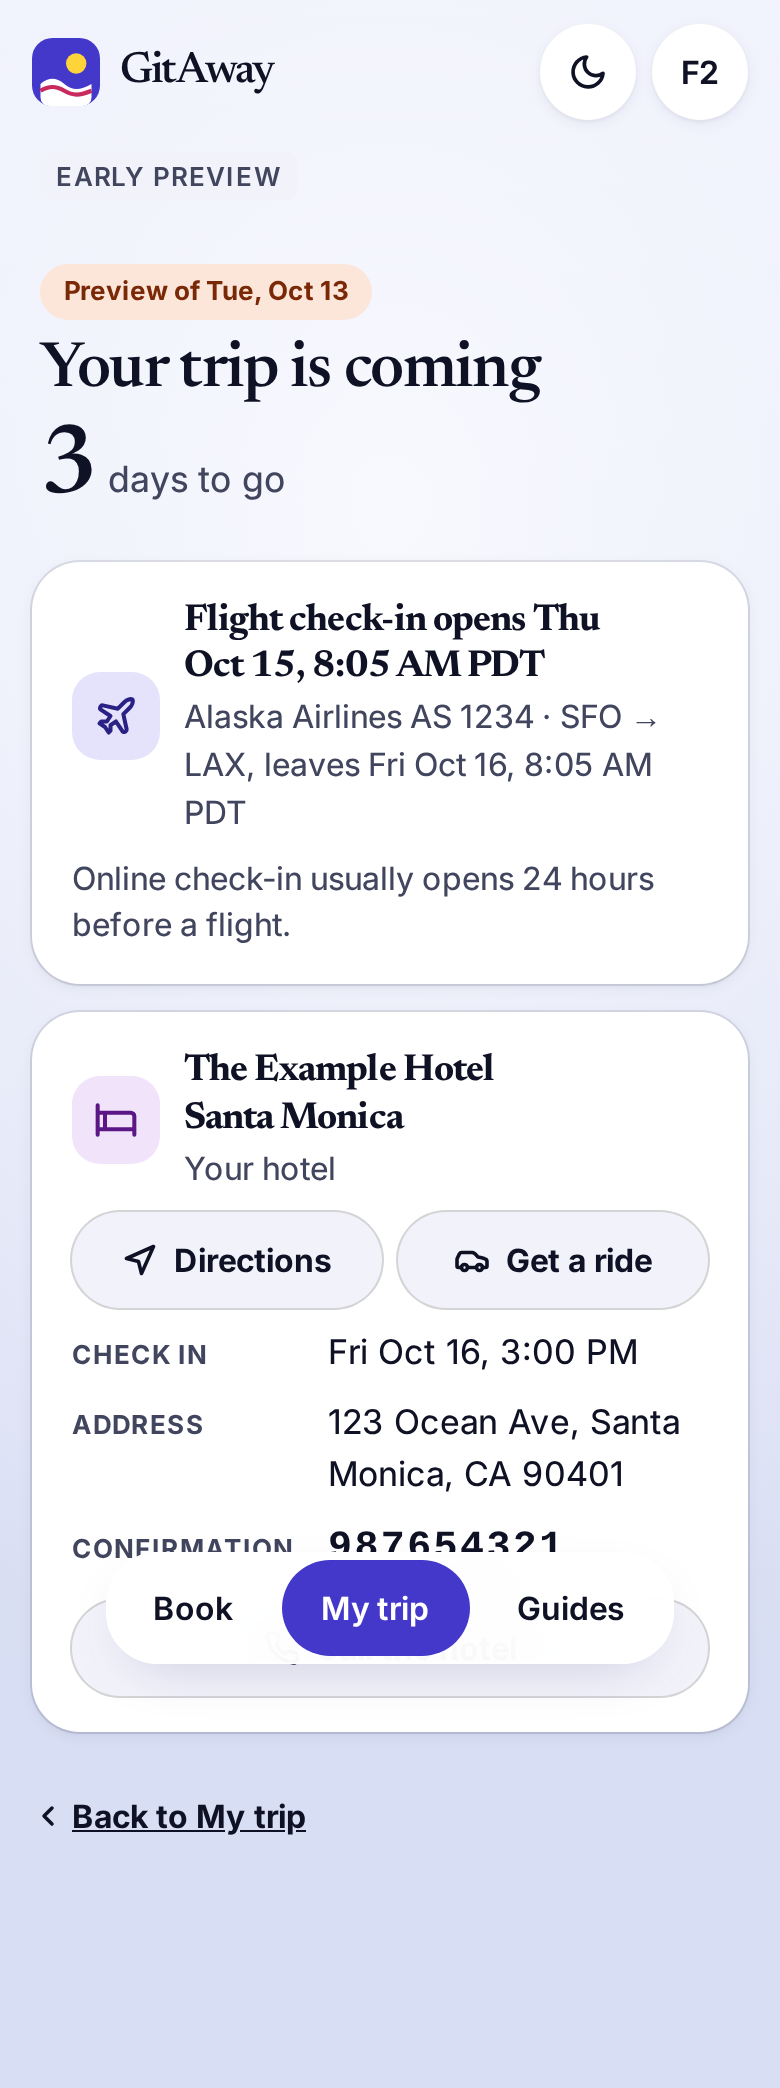 GitAway
F2
EARLY PREVIEW
Preview of Tue, Oct 13
Your trip is coming
3 days to go
Flight check-in opens Thu
Oct 15, 8:05 AM PDT
Alaska Airlines AS 1234 · SFO →
LAX, leaves Fri Oct 16, 8:05 AM
PDT
Online check-in usually opens 24 hours
before a flight.
The Example Hotel
Santa Monica
Your hotel
Directions
Get a ride
CHECK IN
Fri Oct 16, 3:00 PM
ADDRESS
123 Ocean Ave, Santa
Monica, CA 90401
CONFIRMATION
987654321
Book
My trip
Guides
hotel
Back to My trip